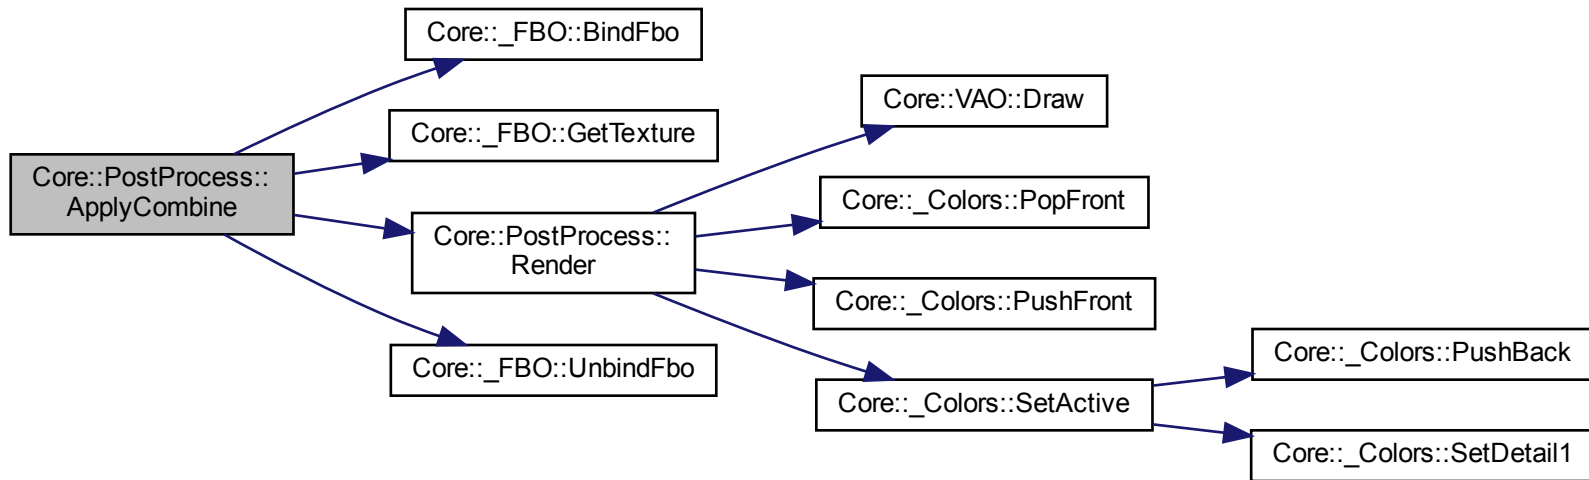 Core::_FBO::BindFbo
Core::_FBO::GetTexture
Core::PostProcess::
ApplyCombine
Core::PostProcess::
Render
Core::_FBO::UnbindFbo
Core::VAO::Draw
Core::_Colors::PopFront
Core::_Colors::PushFront
Core::_Colors::SetActive
Core::_Colors::PushBack
Core::_Colors::SetDetail1